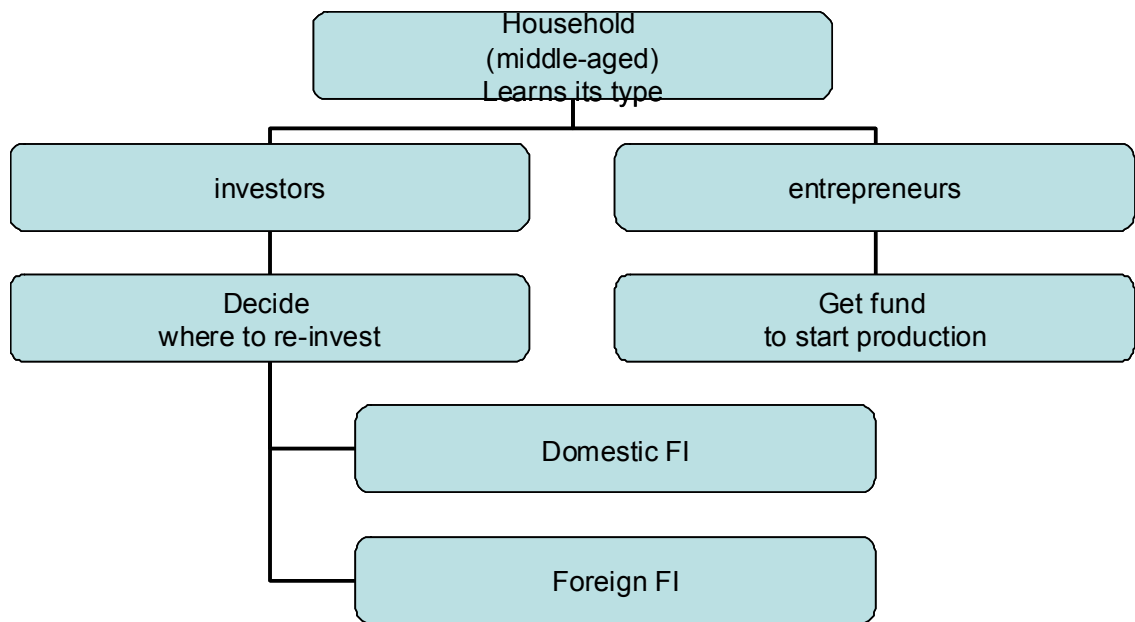 Household
(middle-aged)
Learns its type
investors
entrepreneurs
Decide
where to re-invest
Get fund
to start production
Domestic FI
Foreign FI